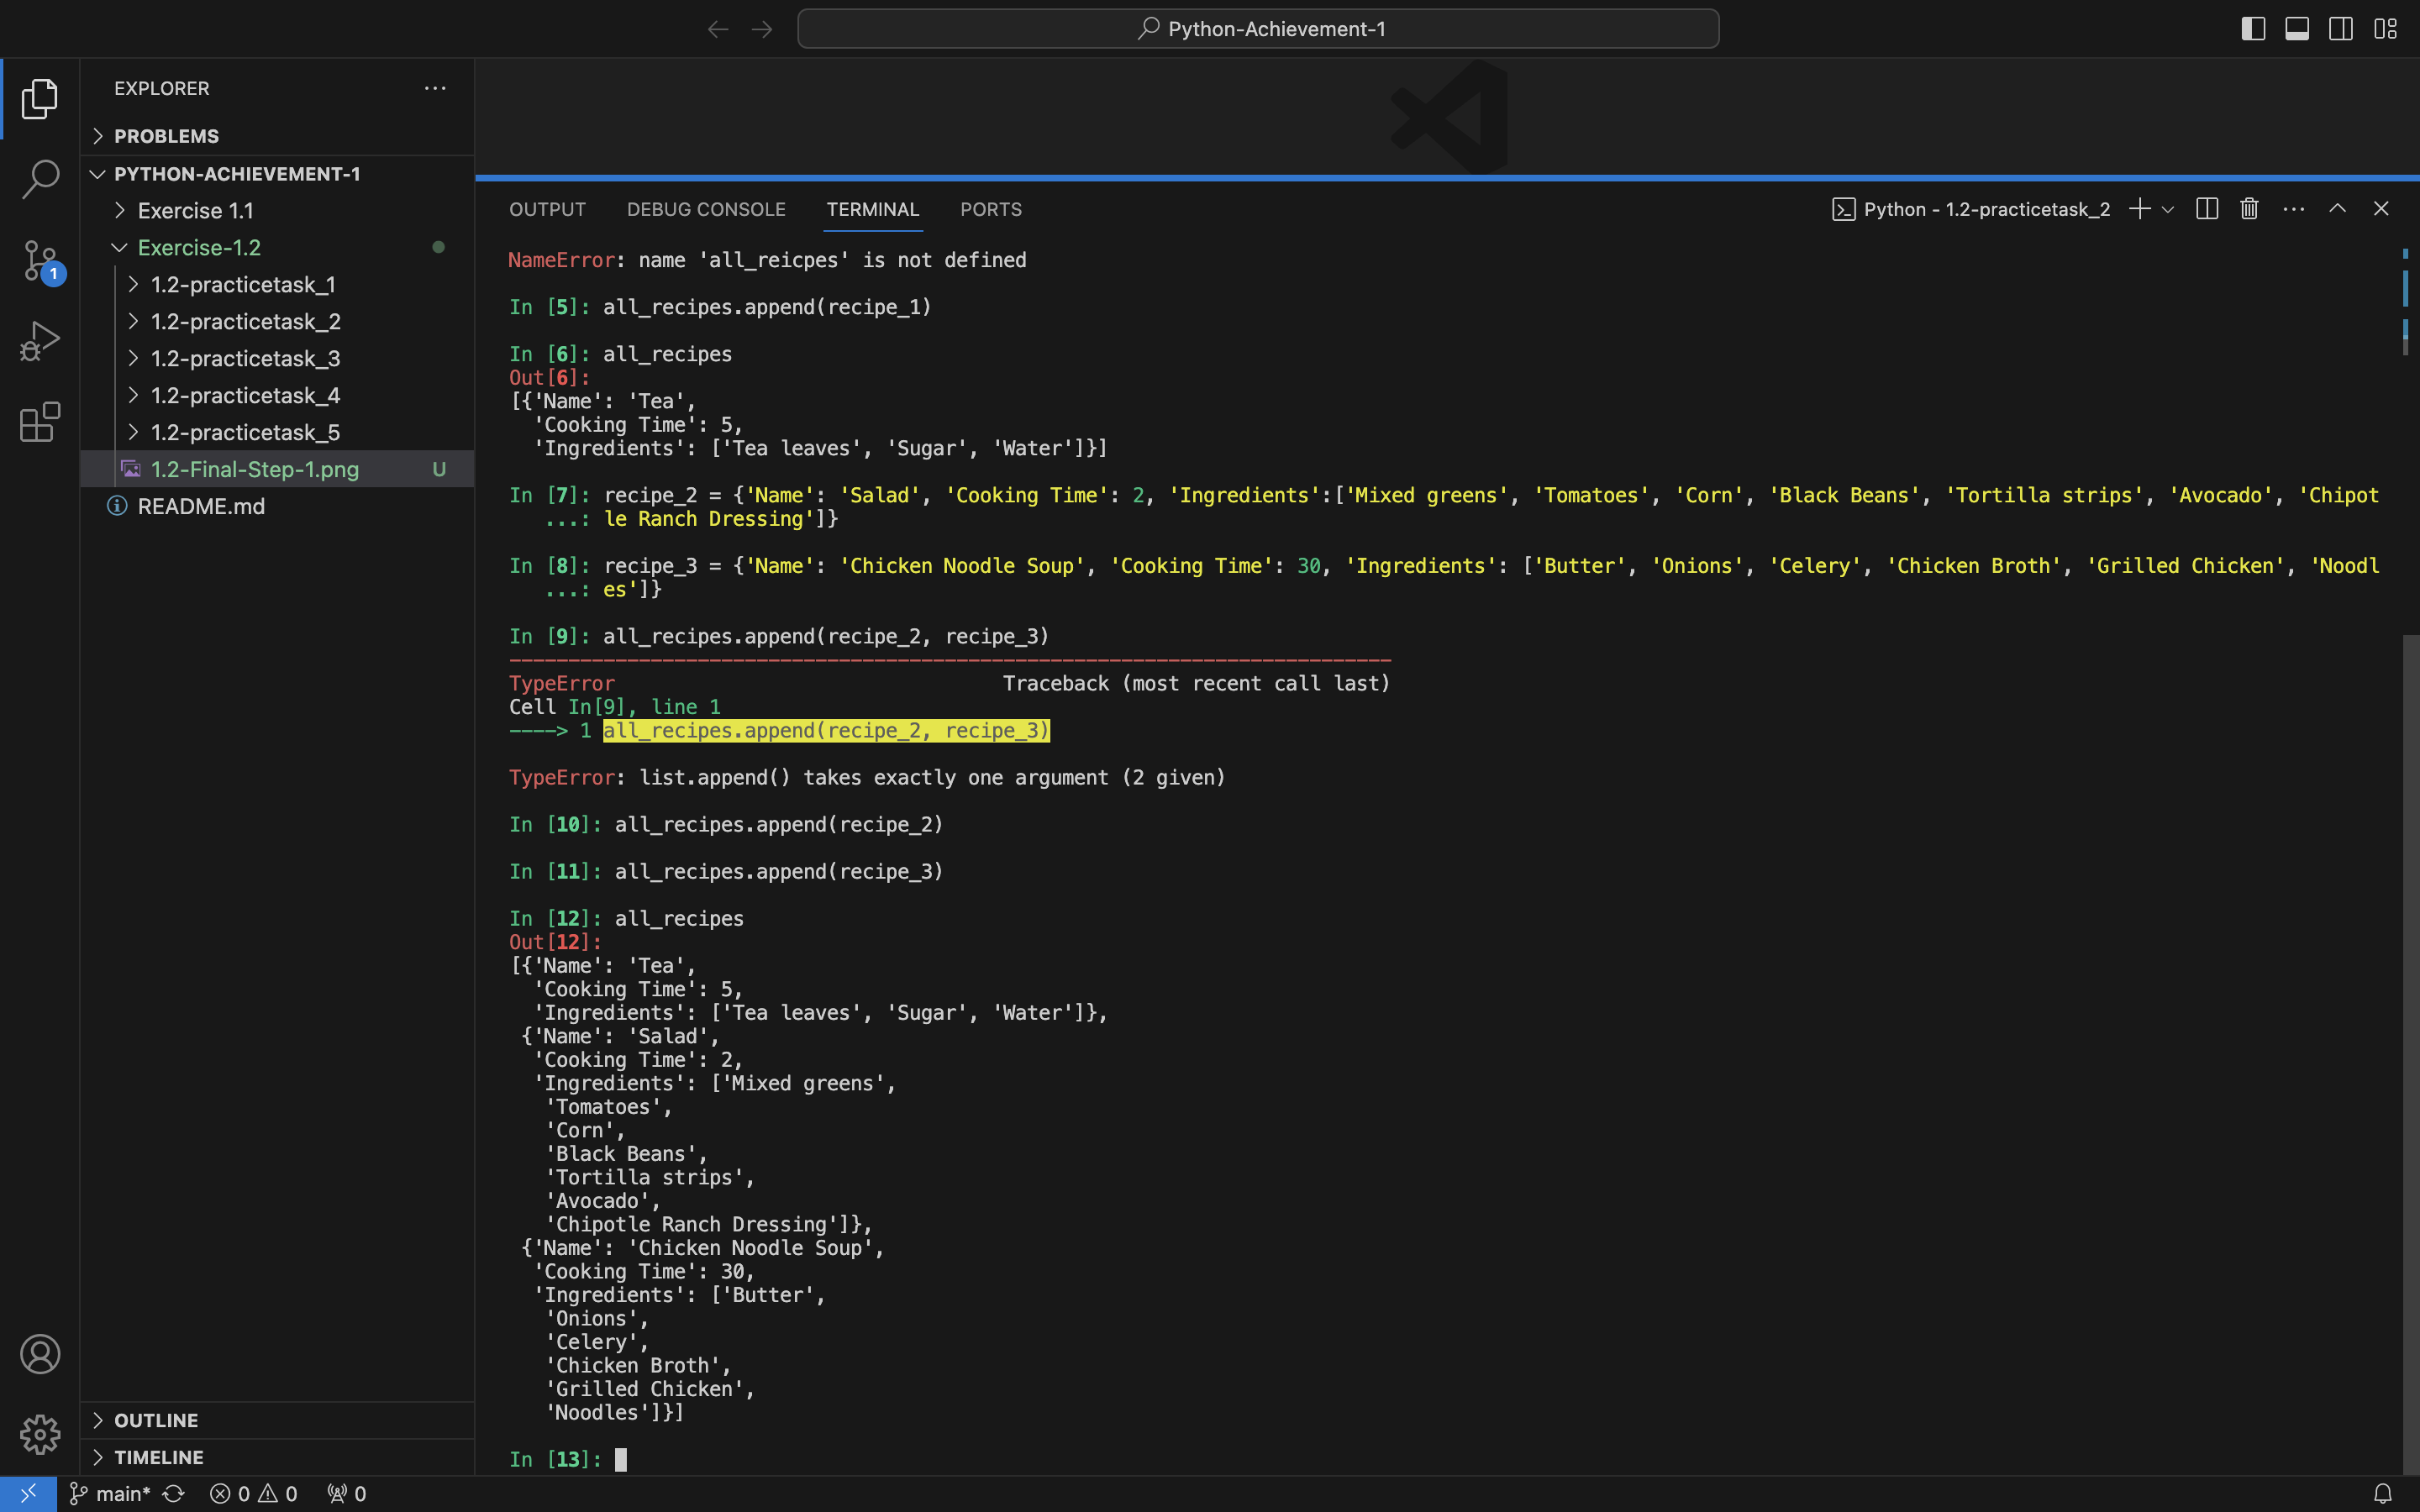 Python-Achievement-1
EXPLORER
PROBLEMS
PYTHON-ACHIEVEMENT-1
Exercise 1.1
Exercise-1.2
1.2-practicetask_1
1.2-practicetask_2
1.2-practicetask_3
1.2-practicetask_4
1.2-practicetask_5
1.2-Final-Step-1.png U
README.md
OUTLINE
TIMELINE
1
OUTPUT DEBUG CONSOLE TERMINAL PORTS Python - 1.2-practicetask_2
NameError: name 'all_reicpes' is not defined
In [5]: all_recipes.append(recipe_1)
In [6]: all_recipes
Out[6]:
[{'Name': 'Tea',
'Cooking Time': 5,
'Ingredients': ['Tea leaves', 'Sugar', 'Water']}]
In [7]: recipe_2 = {'Name': 'Salad', 'Cooking Time': 2, 'Ingredients':['Mixed greens', 'Tomatoes', 'Corn', 'Black Beans', 'Tortilla strips', 'Avocado', 'Chipot
...: le Ranch Dressing']}
In [8]: recipe_3 = {'Name': 'Chicken Noodle Soup', 'Cooking Time': 30, 'Ingredients': ['Butter', 'Onions', 'Celery', 'Chicken Broth', 'Grilled Chicken', 'Noodl
...: es']}
In [9]: all_recipes.append(recipe_2, recipe_3)
---------------------------------------------------------------------------
TypeError Traceback (most recent call last)
Cell In[9], line 1
----> 1 all_recipes.append(recipe_2, recipe_3)
TypeError: list.append() takes exactly one argument (2 given)
In [10]: all_recipes.append(recipe_2)
In [11]: all_recipes.append(recipe_3)
In [12]: all_recipes
Out[12]:
[{'Name': 'Tea',
'Cooking Time': 5,
'Ingredients': ['Tea leaves', 'Sugar', 'Water']},
{'Name': 'Salad',
'Cooking Time': 2,
'Ingredients': ['Mixed greens',
'Tomatoes',
'Corn',
'Black Beans',
'Tortilla strips',
'Avocado',
'Chipotle Ranch Dressing']},
{'Name': 'Chicken Noodle Soup',
'Cooking Time': 30,
'Ingredients': ['Butter',
'Onions',
'Celery',
'Chicken Broth',
'Grilled Chicken',
'Noodles']}]
In [13]:
main* 0 0 0